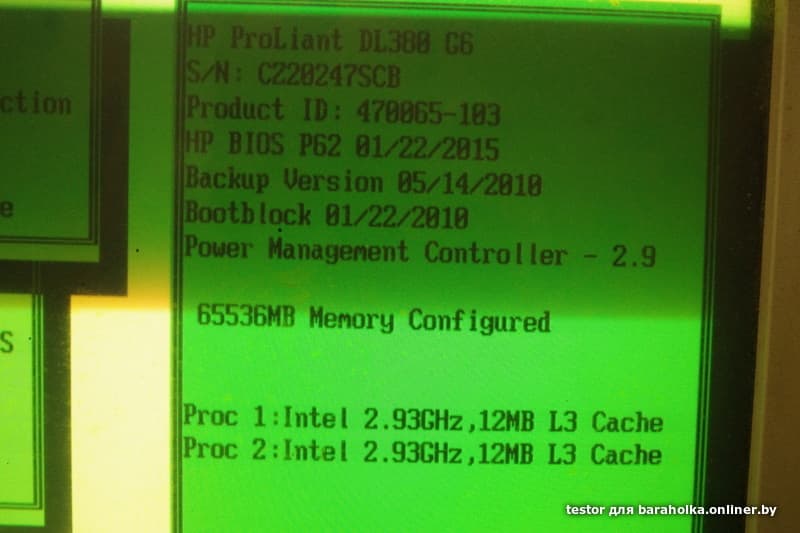 ction
e
S
HP ProLiant DL380 G6
S/N: CZ20247SCB
Product ID: 470065-103
HP BIOS P62 01/22/2015
Backup Version 05/14/2010
Bootblock 01/22/2010
Power Management Controller - 2.9
65536MB Memory Configured
Proc 1:Intel 2.93GHz,12MB L3 Cache
Proc 2:Intel 2.93GHz,12MB L3 Cache
testor для baraholka.onliner.by